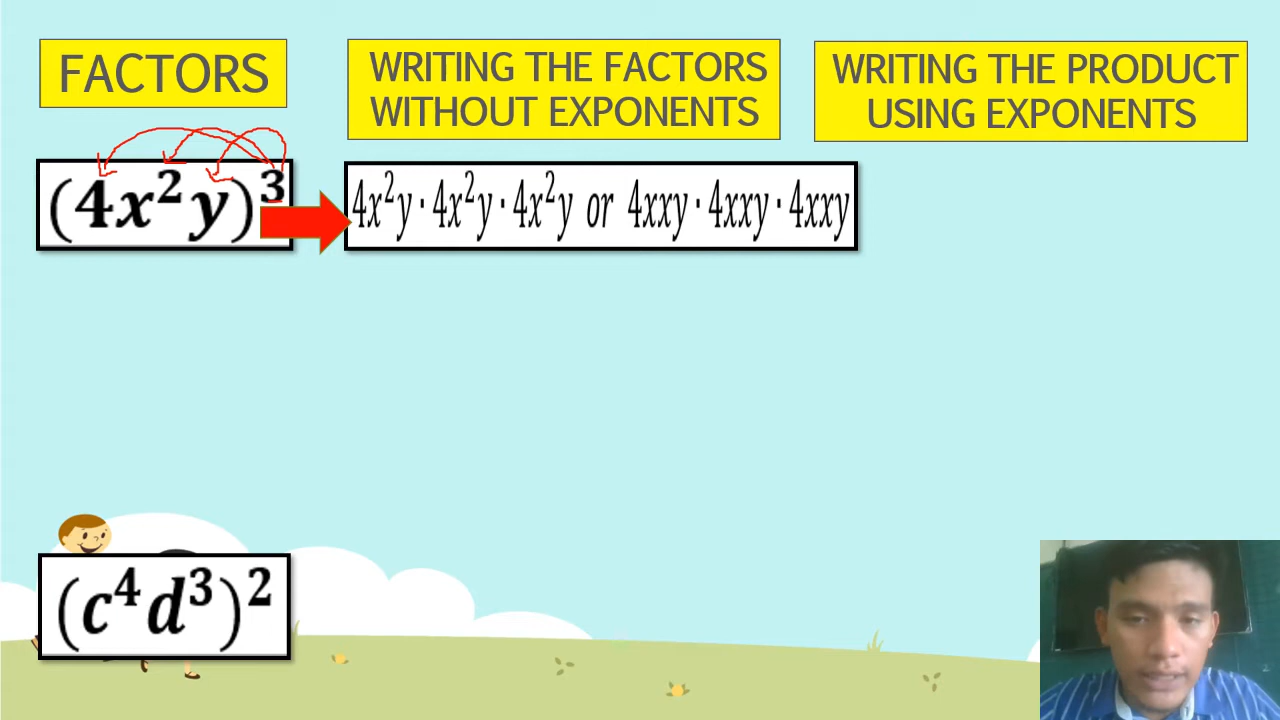 FACTORS
WRITING THE FACTORS
WITHOUT EXPONENTS
WRITING THE PRODUCT
USING EXPONENTS
(4x²y)³
4x²y · 4x²y · 4x²y or 4xxy · 4xxy · 4xxy
(c⁴d³)²